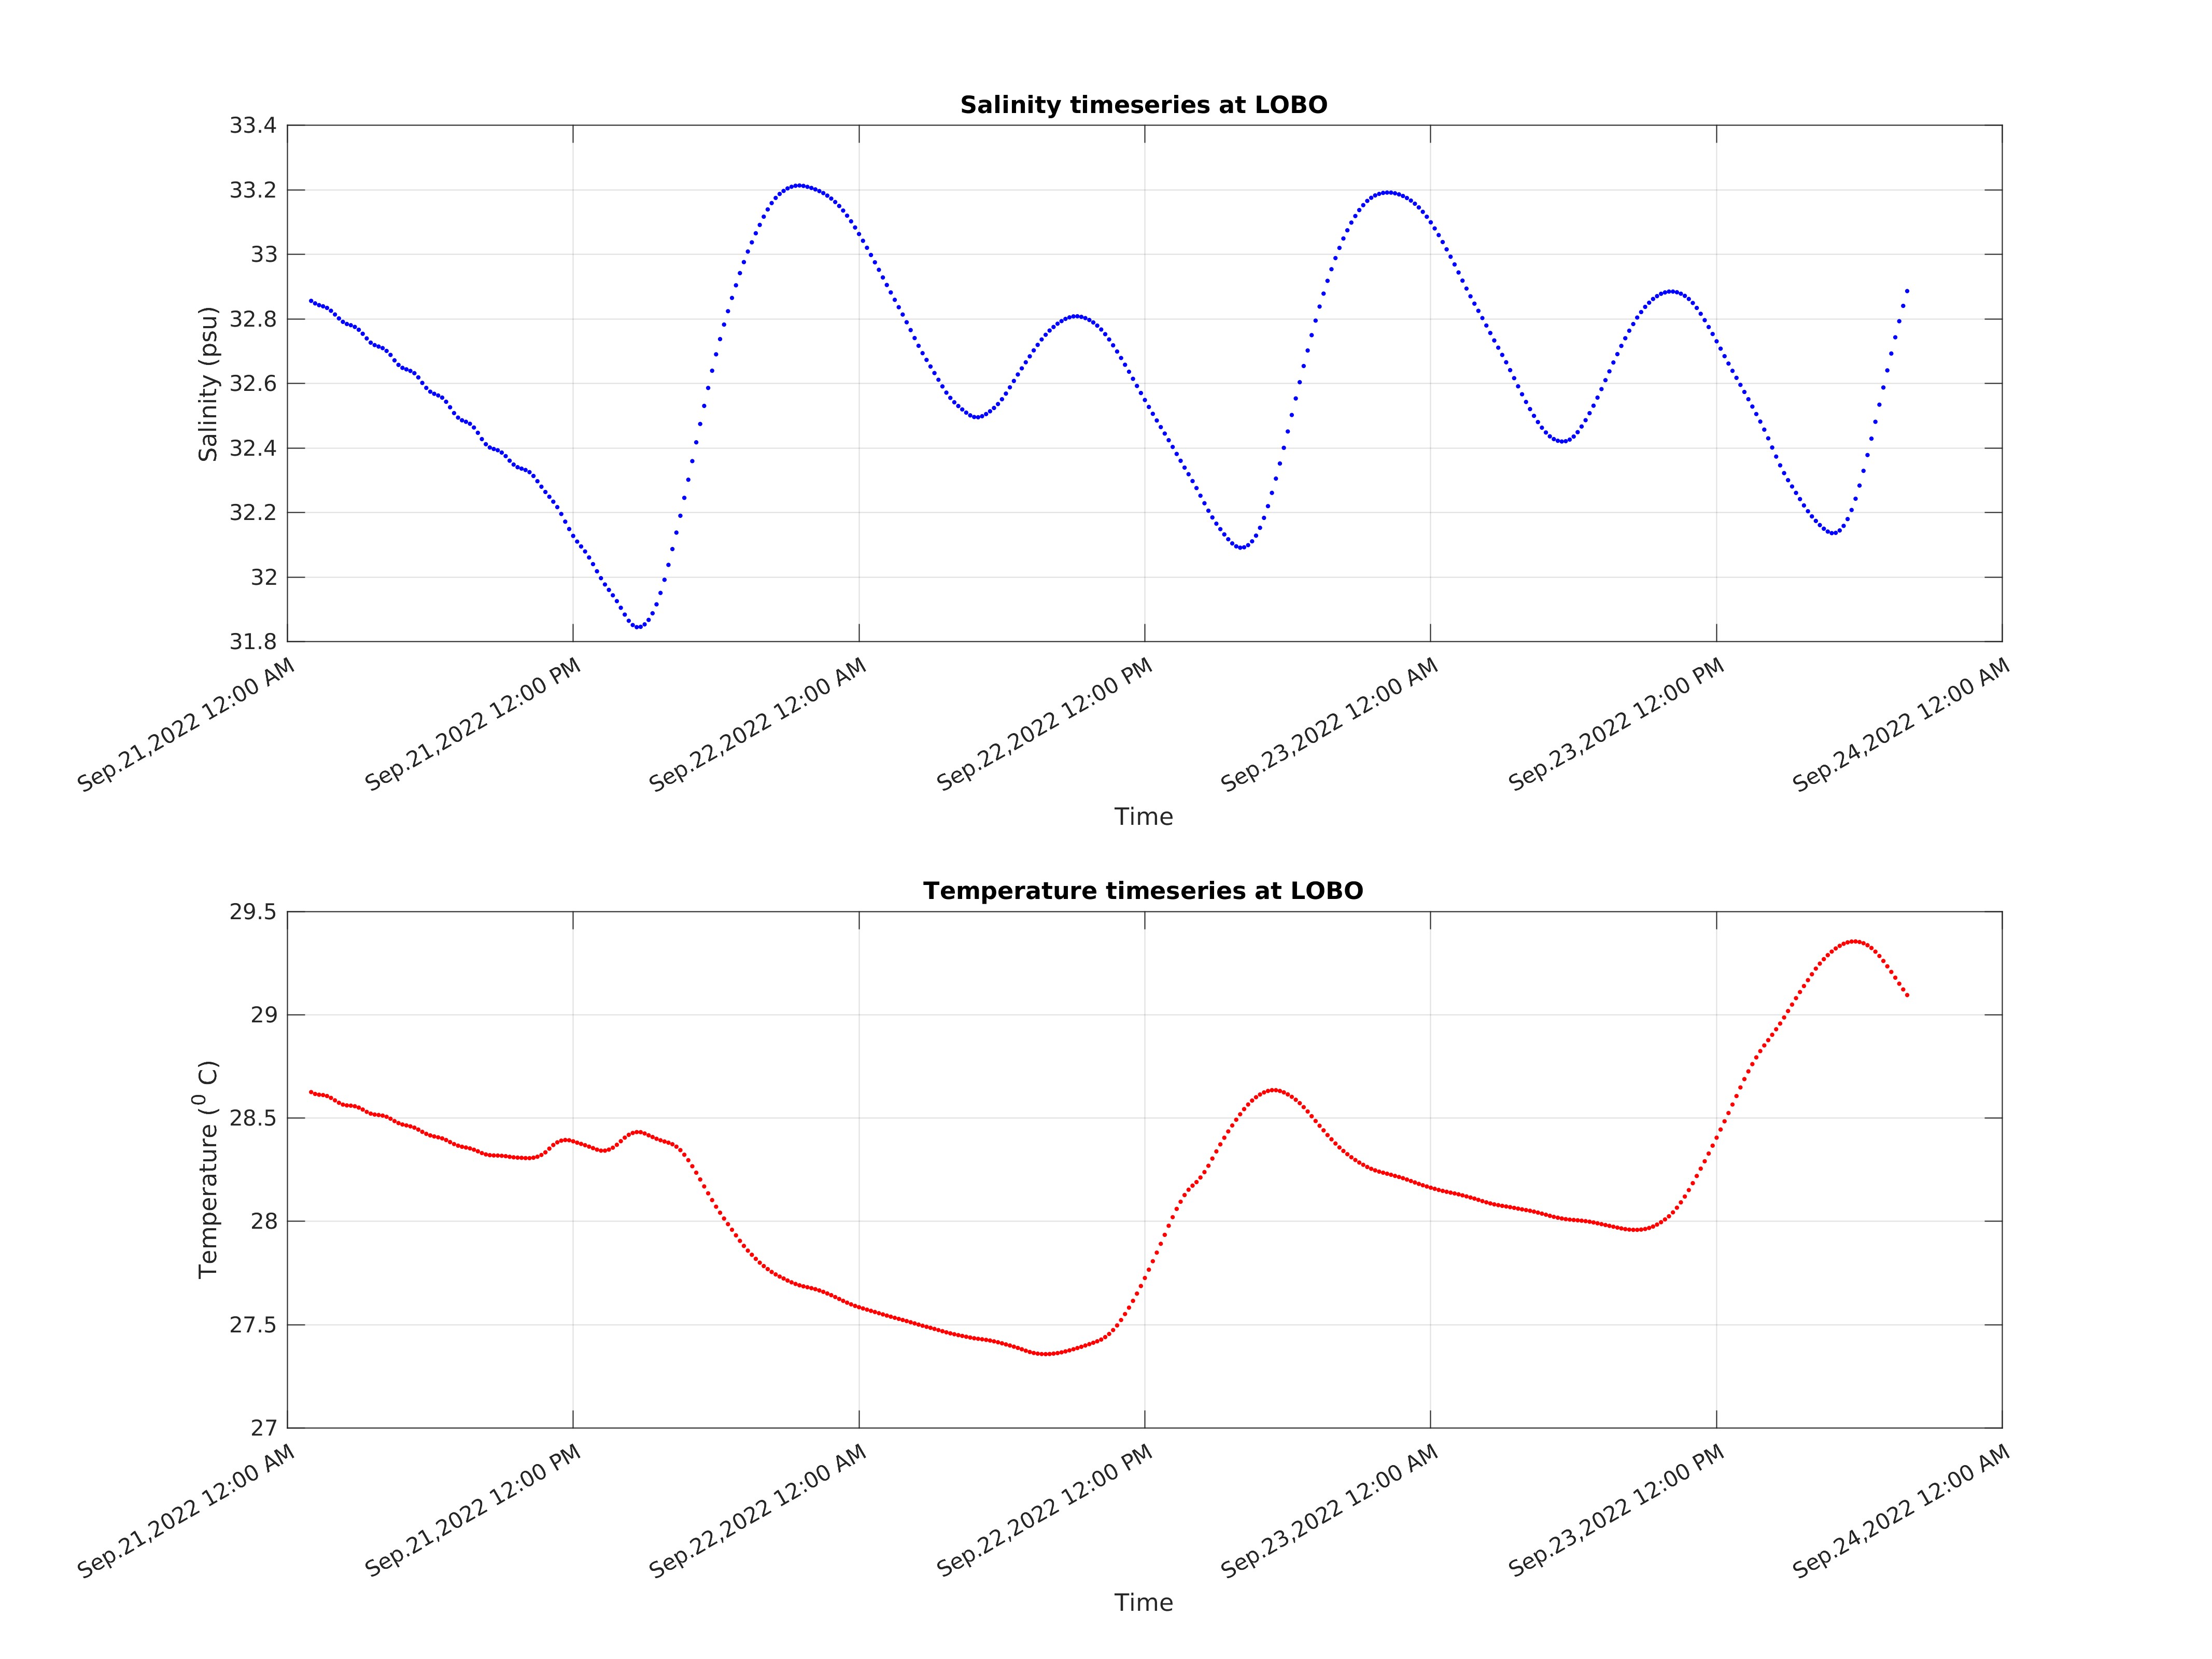 Salinity timeseries at LOBO
33.4
33.2
33
32.8
32.6
32.4
32.2
32
31.8
Salinity (psu)
Sep.21,2022 12:00 AM
Sep.21,2022 12:00 PM
Sep.22,2022 12:00 AM
Sep.22,2022 12:00 PM
Sep.23,2022 12:00 AM
Sep.23,2022 12:00 PM
Sep.24,2022 12:00 AM
Time
Temperature timeseries at LOBO
29.5
29
28.5
28
27.5
27
Temperature (⁰ C)
Sep.21,2022 12:00 AM
Sep.21,2022 12:00 PM
Sep.22,2022 12:00 AM
Sep.22,2022 12:00 PM
Sep.23,2022 12:00 AM
Sep.23,2022 12:00 PM
Sep.24,2022 12:00 AM
Time